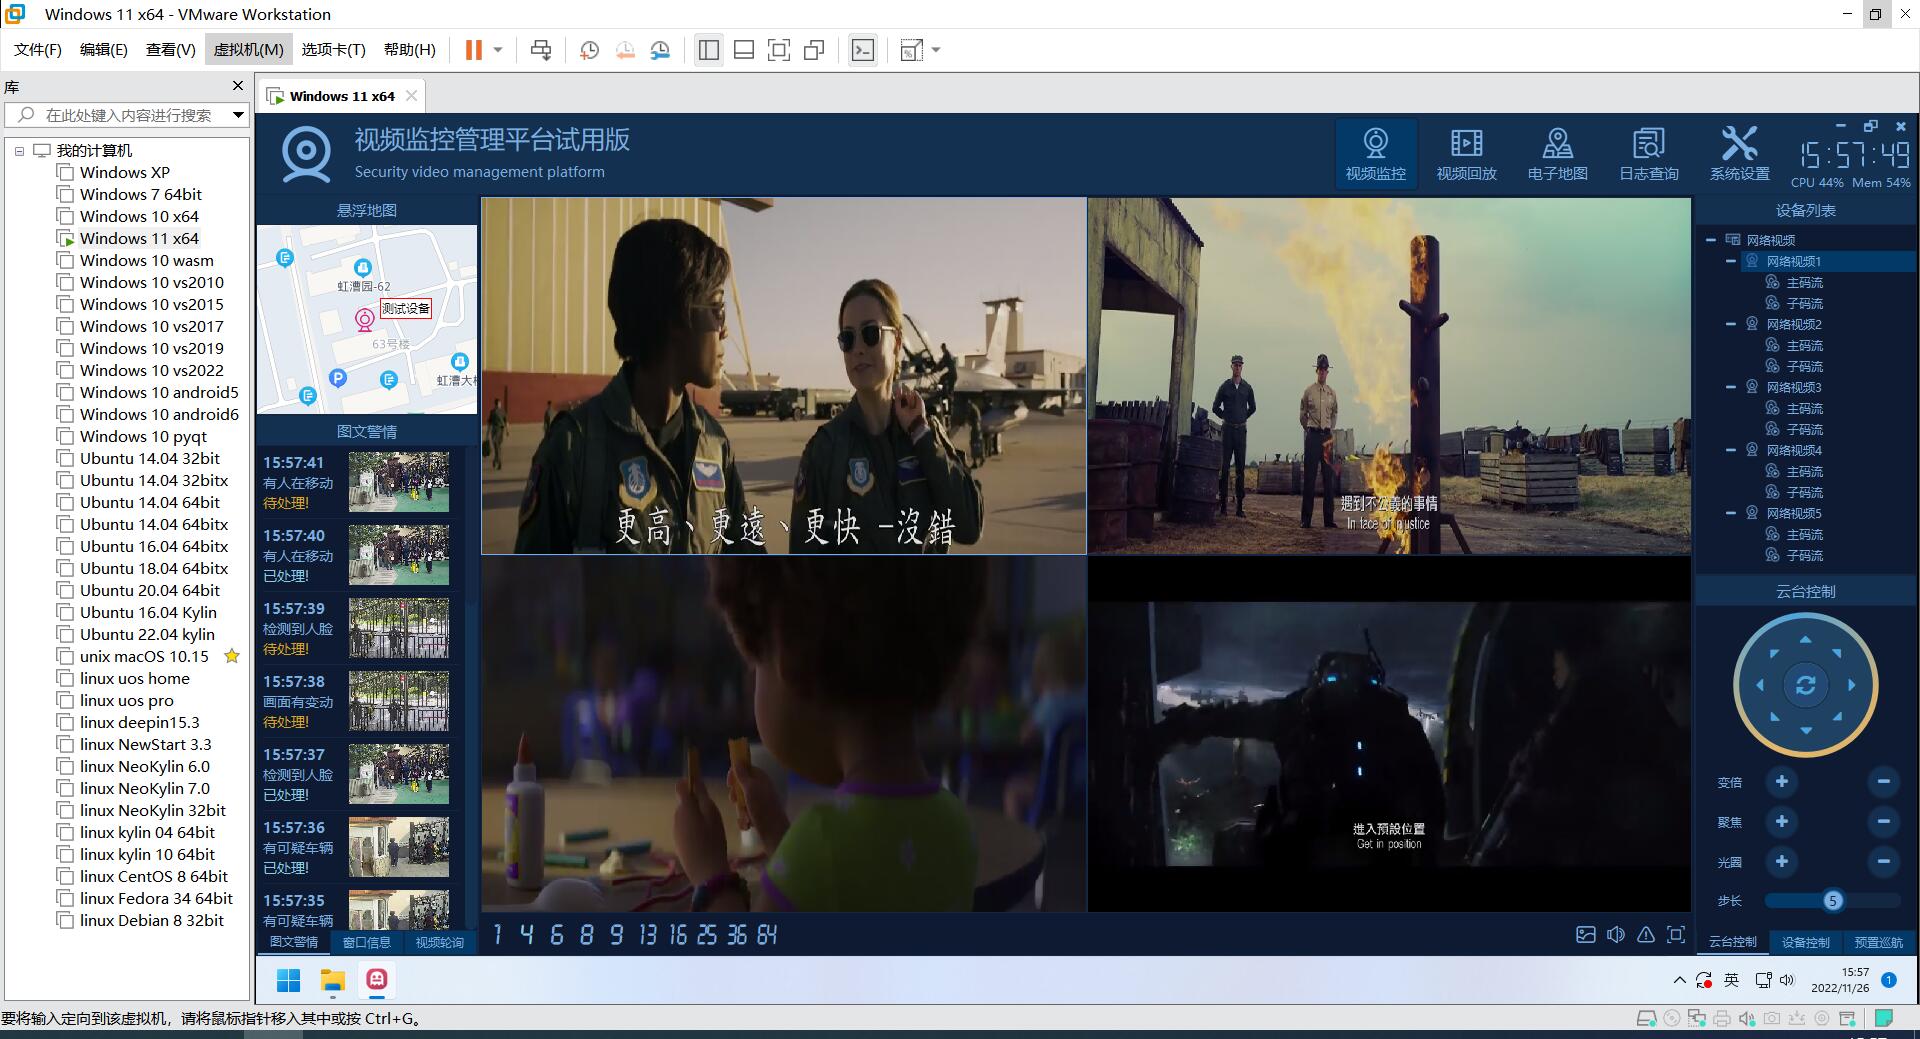 Windows 11 x64 - VMware Workstation
文件(F) 编辑(E) 查看(V) 虚拟机(M) 选项卡(T) 帮助(H)
库
在此处键入内容进行搜索
我的计算机
Windows XP
Windows 7 64bit
Windows 10 x64
Windows 11 x64
Windows 10 wasm
Windows 10 vs2010
Windows 10 vs2015
Windows 10 vs2017
Windows 10 vs2019
Windows 10 vs2022
Windows 10 android5
Windows 10 android6
Windows 10 pyqt
Ubuntu 14.04 32bit
Ubuntu 14.04 32bitx
Ubuntu 14.04 64bit
Ubuntu 14.04 64bitx
Ubuntu 16.04 64bitx
Ubuntu 18.04 64bitx
Ubuntu 20.04 64bit
Ubuntu 16.04 Kylin
Ubuntu 22.04 kylin
unix macOS 10.15
linux uos home
linux uos pro
linux deepin15.3
linux NewStart 3.3
linux NeoKylin 6.0
linux NeoKylin 7.0
linux NeoKylin 32bit
linux kylin 04 64bit
linux kylin 10 64bit
linux CentOS 8 64bit
linux Fedora 34 64bit
linux Debian 8 32bit
Windows 11 x64
视频监控管理平台试用版
Security video management platform
视频监控 视频回放 电子地图 日志查询 系统设置
15:57:49
CPU 44% Mem 54%
悬浮地图
虹漕园-62
测试设备
63号楼
P
虹漕大
图文警情
15:57:41
有人在移动
待处理!
15:57:40
有人在移动
已处理!
15:57:39
检测到人脸
待处理!
15:57:38
画面有变动
待处理!
15:57:37
检测到人脸
已处理!
15:57:36
有可疑车辆
已处理!
15:57:35
有可疑车辆
图文警情 窗口信息 视频轮询
更高、更遠、更快 -沒錯
遇到不公義的事情
In face of injustice
進入預設位置
Get in position
1 4 6 8 9 13 16 25 36 64
设备列表
网络视频
网络视频1
主码流
子码流
网络视频2
主码流
子码流
网络视频3
主码流
子码流
网络视频4
主码流
子码流
网络视频5
主码流
子码流
云台控制
变倍
聚焦
光圈
步长 5
云台控制 设备控制 预置巡航
英
15:57
2022/11/26
1
要将输入定向到该虚拟机，请将鼠标指针移入其中或按 Ctrl+G。